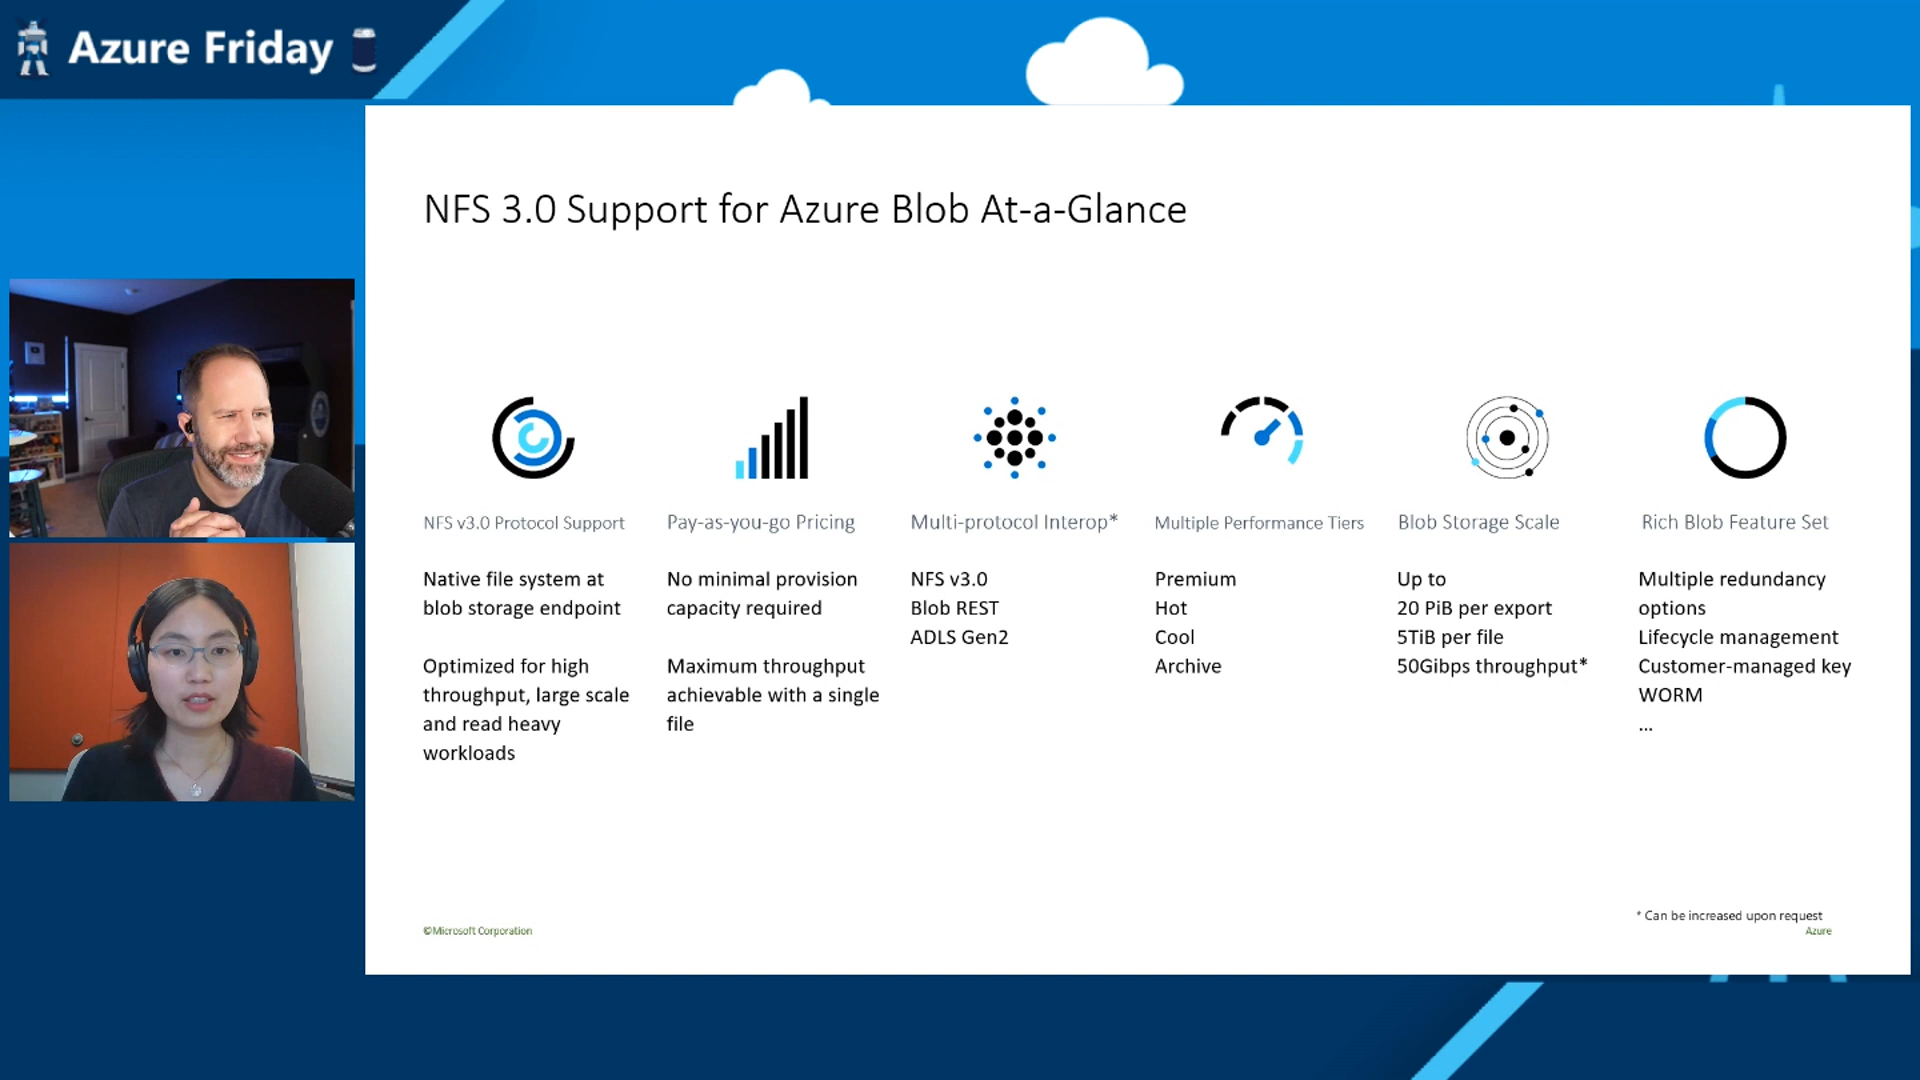 Azure Friday
NFS 3.0 Support for Azure Blob At-a-Glance
NFS v3.0 Protocol Support
Native file system at
blob storage endpoint
Optimized for high
throughput, large scale
and read heavy
workloads
Pay-as-you-go Pricing
No minimal provision
capacity required
Maximum throughput
achievable with a single
file
Multi-protocol Interop*
NFS v3.0
Blob REST
ADLS Gen2
Multiple Performance Tiers
Premium
Hot
Cool
Archive
Blob Storage Scale
Up to
20 PiB per export
5TiB per file
50Gibps throughput*
Rich Blob Feature Set
Multiple redundancy
options
Lifecycle management
Customer-managed key
WORM
...
* Can be increased upon request
©Microsoft Corporation
Azure